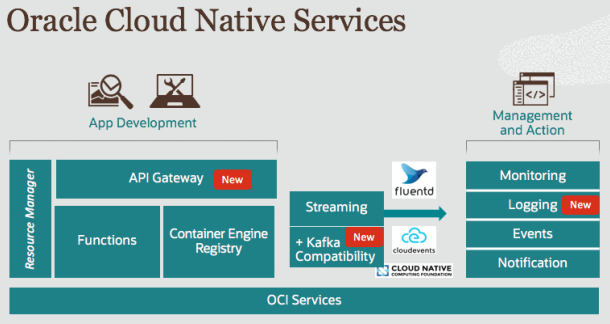 Oracle Cloud Native Services
App Development
Management
and Action
Resource Manager
API Gateway New
Functions
Container Engine
Registry
Streaming
+ Kafka New
Compatibility
fluentd
cloudevents
CLOUD NATIVE
COMPUTING FOUNDATION
Monitoring
Logging New
Events
Notification
OCI Services